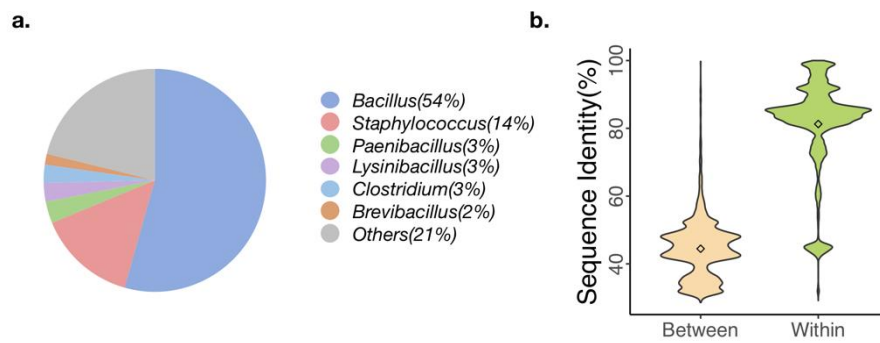 a.
Bacillus(54%)
Staphylococcus(14%)
Paenibacillus(3%)
Lysinibacillus(3%)
Clostridium(3%)
Brevibacillus(2%)
Others(21%)
b.
Sequence Identity(%)
100
80
60
40
Between
Within